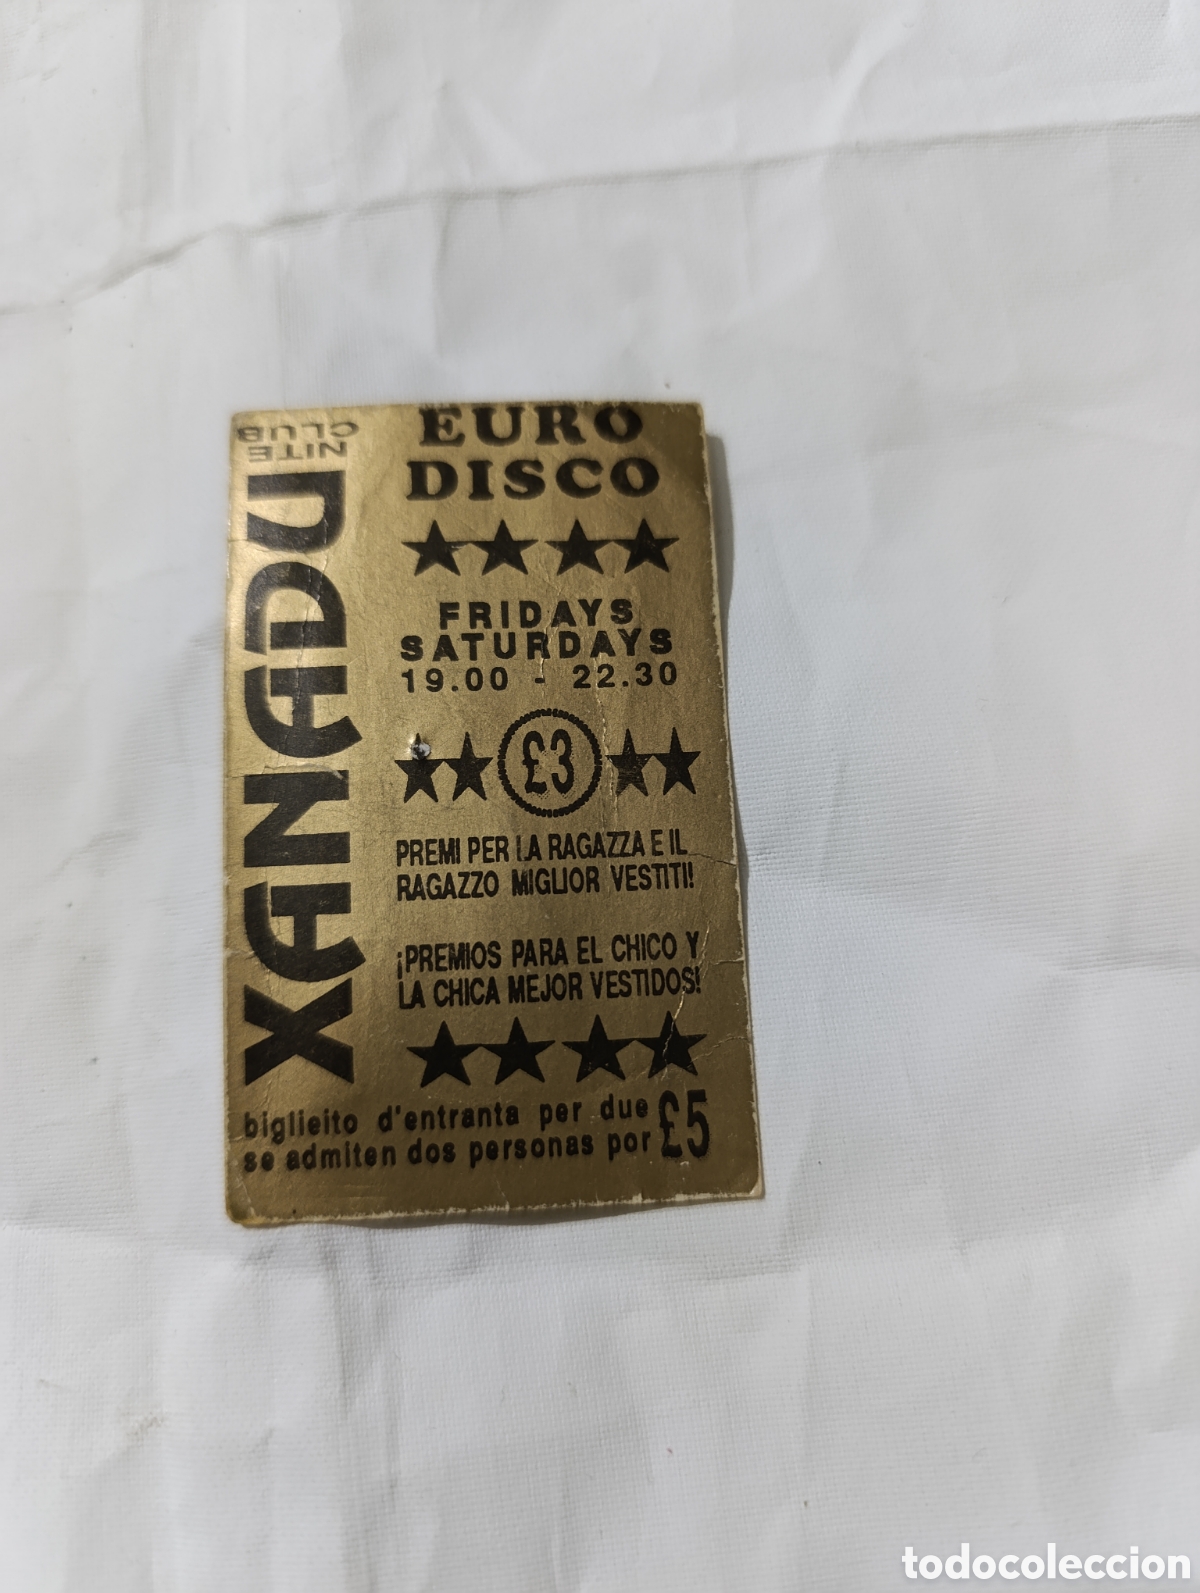 XANADU
NITE
CLUB
EURO
DISCO
FRIDAYS
SATURDAYS
19.00 - 22.30
£3
PREMI PER LA RAGAZZA E IL
RAGAZZO MIGLIOR VESTITI!
¡PREMIOS PARA EL CHICO Y
LA CHICA MEJOR VESTIDOS!
biglieito d'entranta per due
se admiten dos personas por £5
todocoleccion